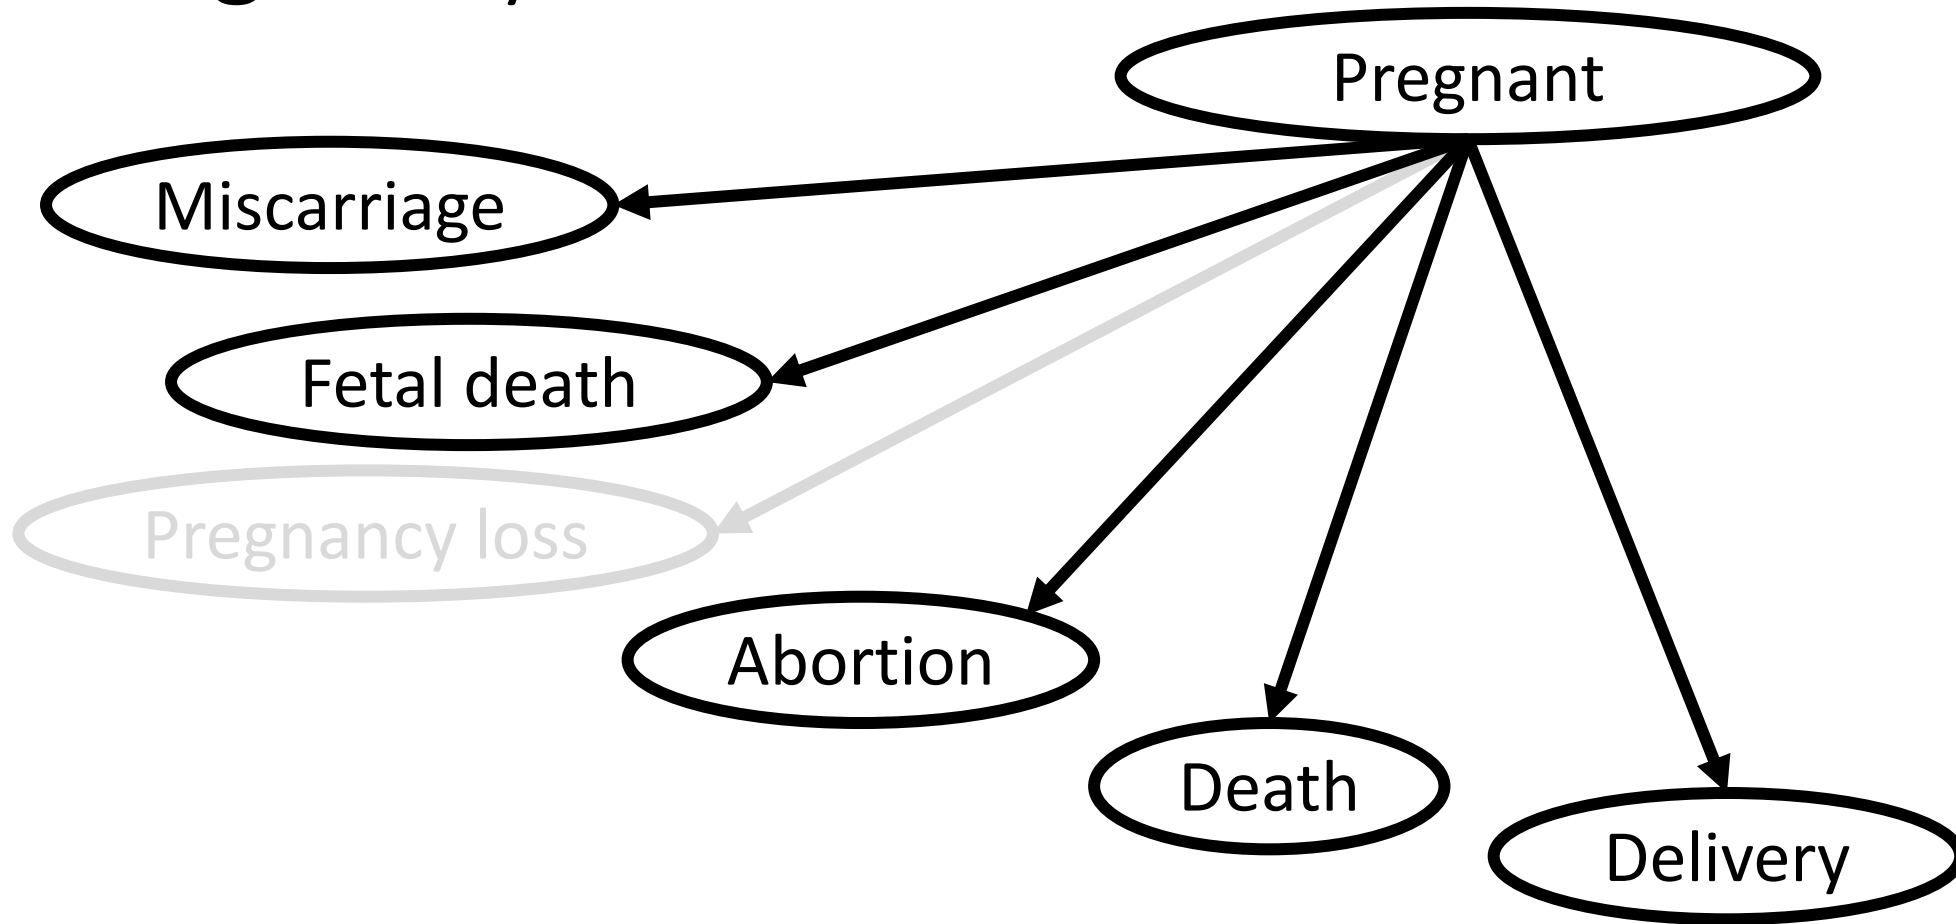 Pregnant
Miscarriage
Fetal death
Pregnancy loss
Abortion
Death
Delivery